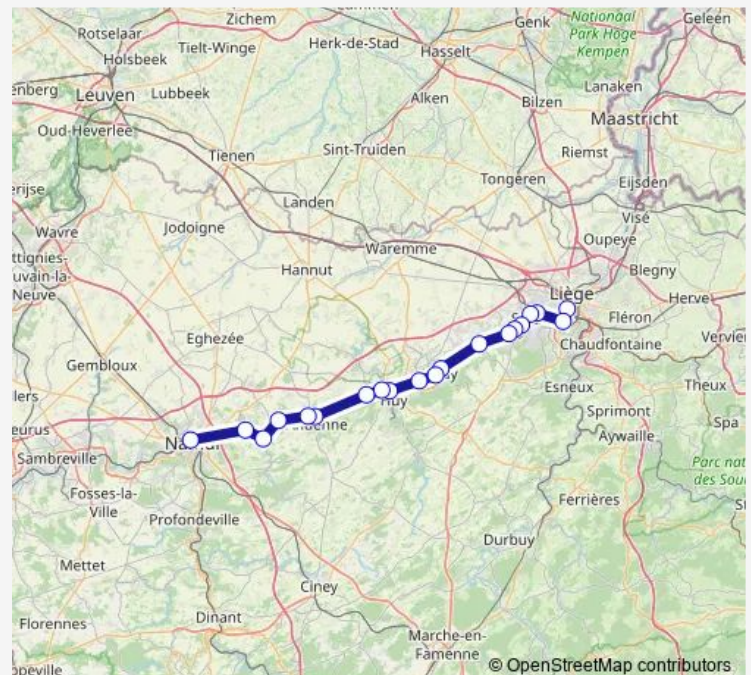 Zichem
Genk
Nationaal
Park Hoge
Kempen
Geleen
Rotselaar
Tielt-Winge
Herk-de-Stad
Hasselt
Holsbeek
Leuven
Lubbeek
Alken
Bilzen
Lanaken
Maastricht
Oud-Heverlee
Tienen
Sint-Truiden
Riemst
Tongeren
Eijsden
Landen
Visé
Wavre
Jodoigne
Waremme
Oupeye
Hannut
Blegny
Neuve
Liège
Herve
Fléron
Eghezée
Chaudfontaine
Gembloux
Huy
Esneux
Theux
Sprimont
Spa
Aywaille
Sambreville
Fosses-la-
Ville
Profondeville
Ferrières
Durbuy
Mettet
Ciney
Dinant
Florennes
Marche-en-
Famenne
© OpenStreetMap contributors